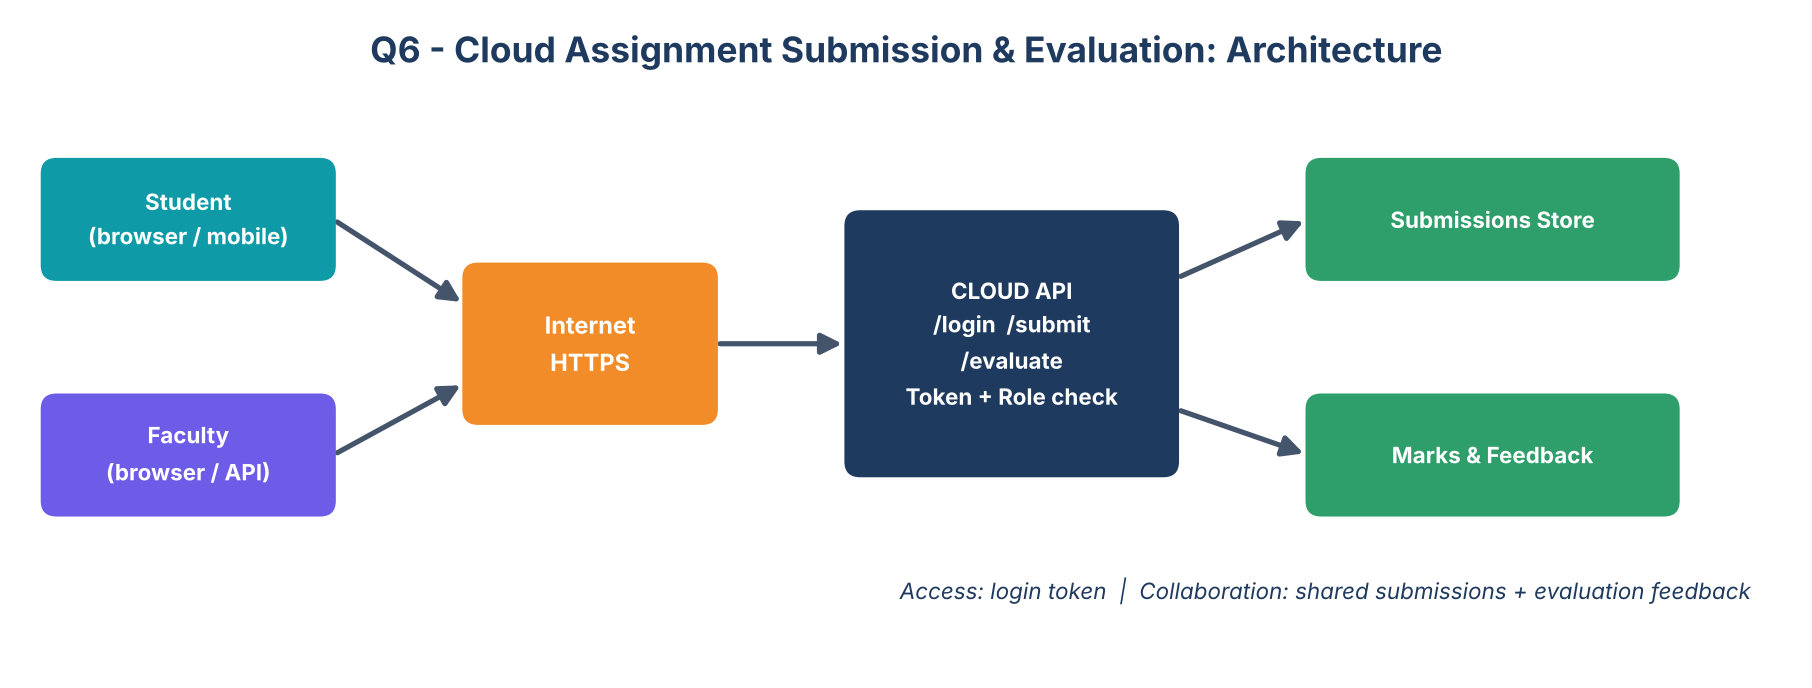 Q6 - Cloud Assignment Submission & Evaluation: Architecture
Student
(browser / mobile)
Faculty
(browser / API)
Internet
HTTPS
CLOUD API
/login  /submit
/evaluate
Token + Role check
Submissions Store
Marks & Feedback
Access: login token  |  Collaboration: shared submissions + evaluation feedback